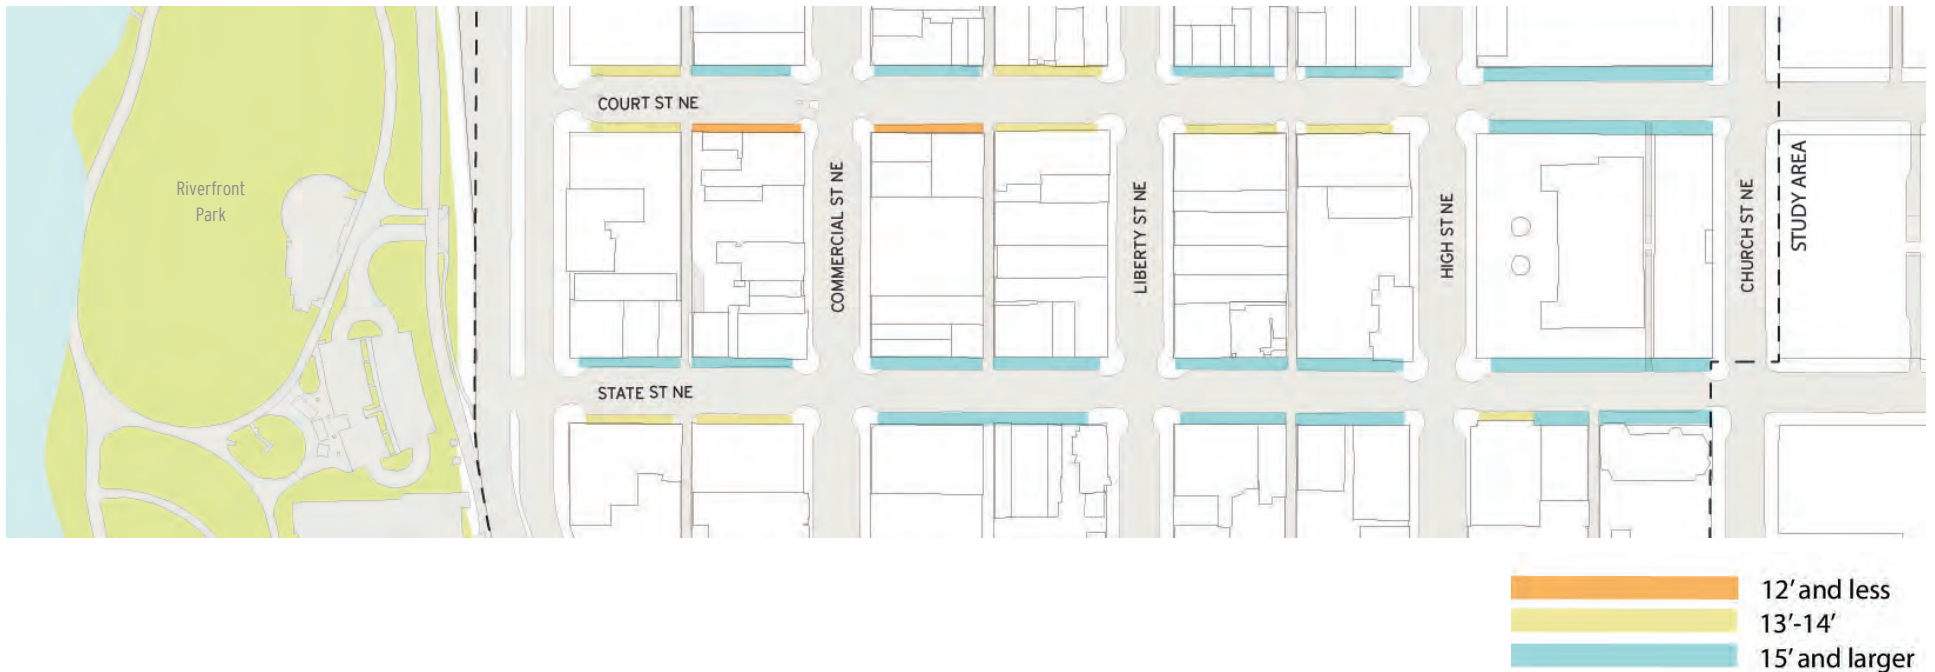 COURT ST NE
Riverfront
Park
COMMERCIAL ST NE
LIBERTY ST NE
HIGH ST NE
CHURCH ST NE
STUDY AREA
STATE ST NE
12' and less
13'-14'
15' and larger